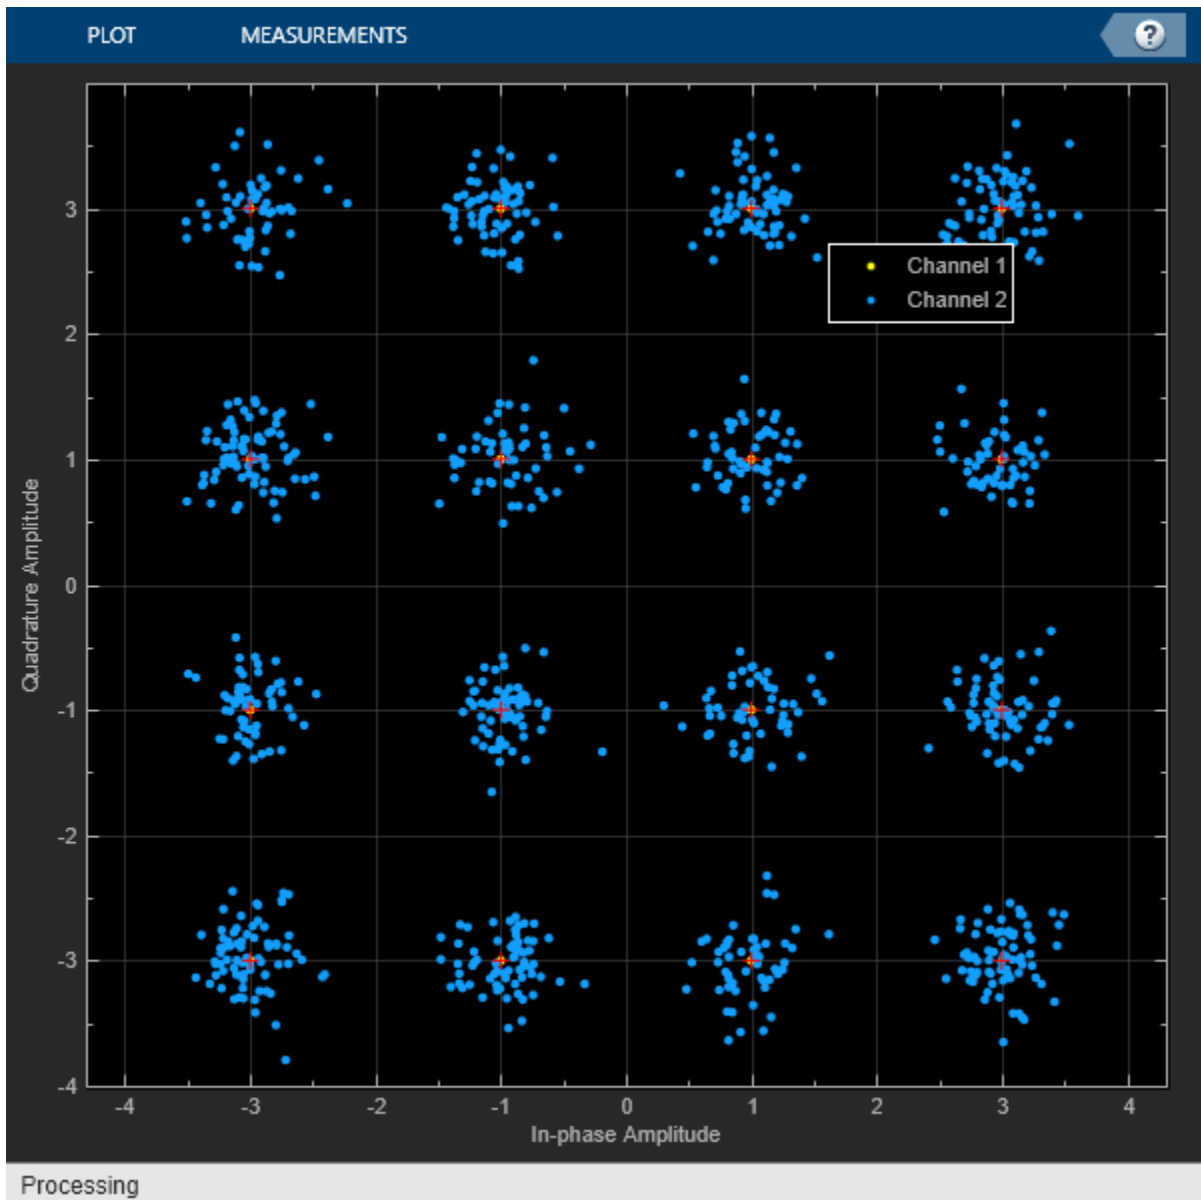 PLOT MEASUREMENTS ?
3
Channel 1
Channel 2
2
1
Quadrature Amplitude
0
-1
-2
-3
-4
-4 -3 -2 -1 0 1 2 3 4
In-phase Amplitude
Processing